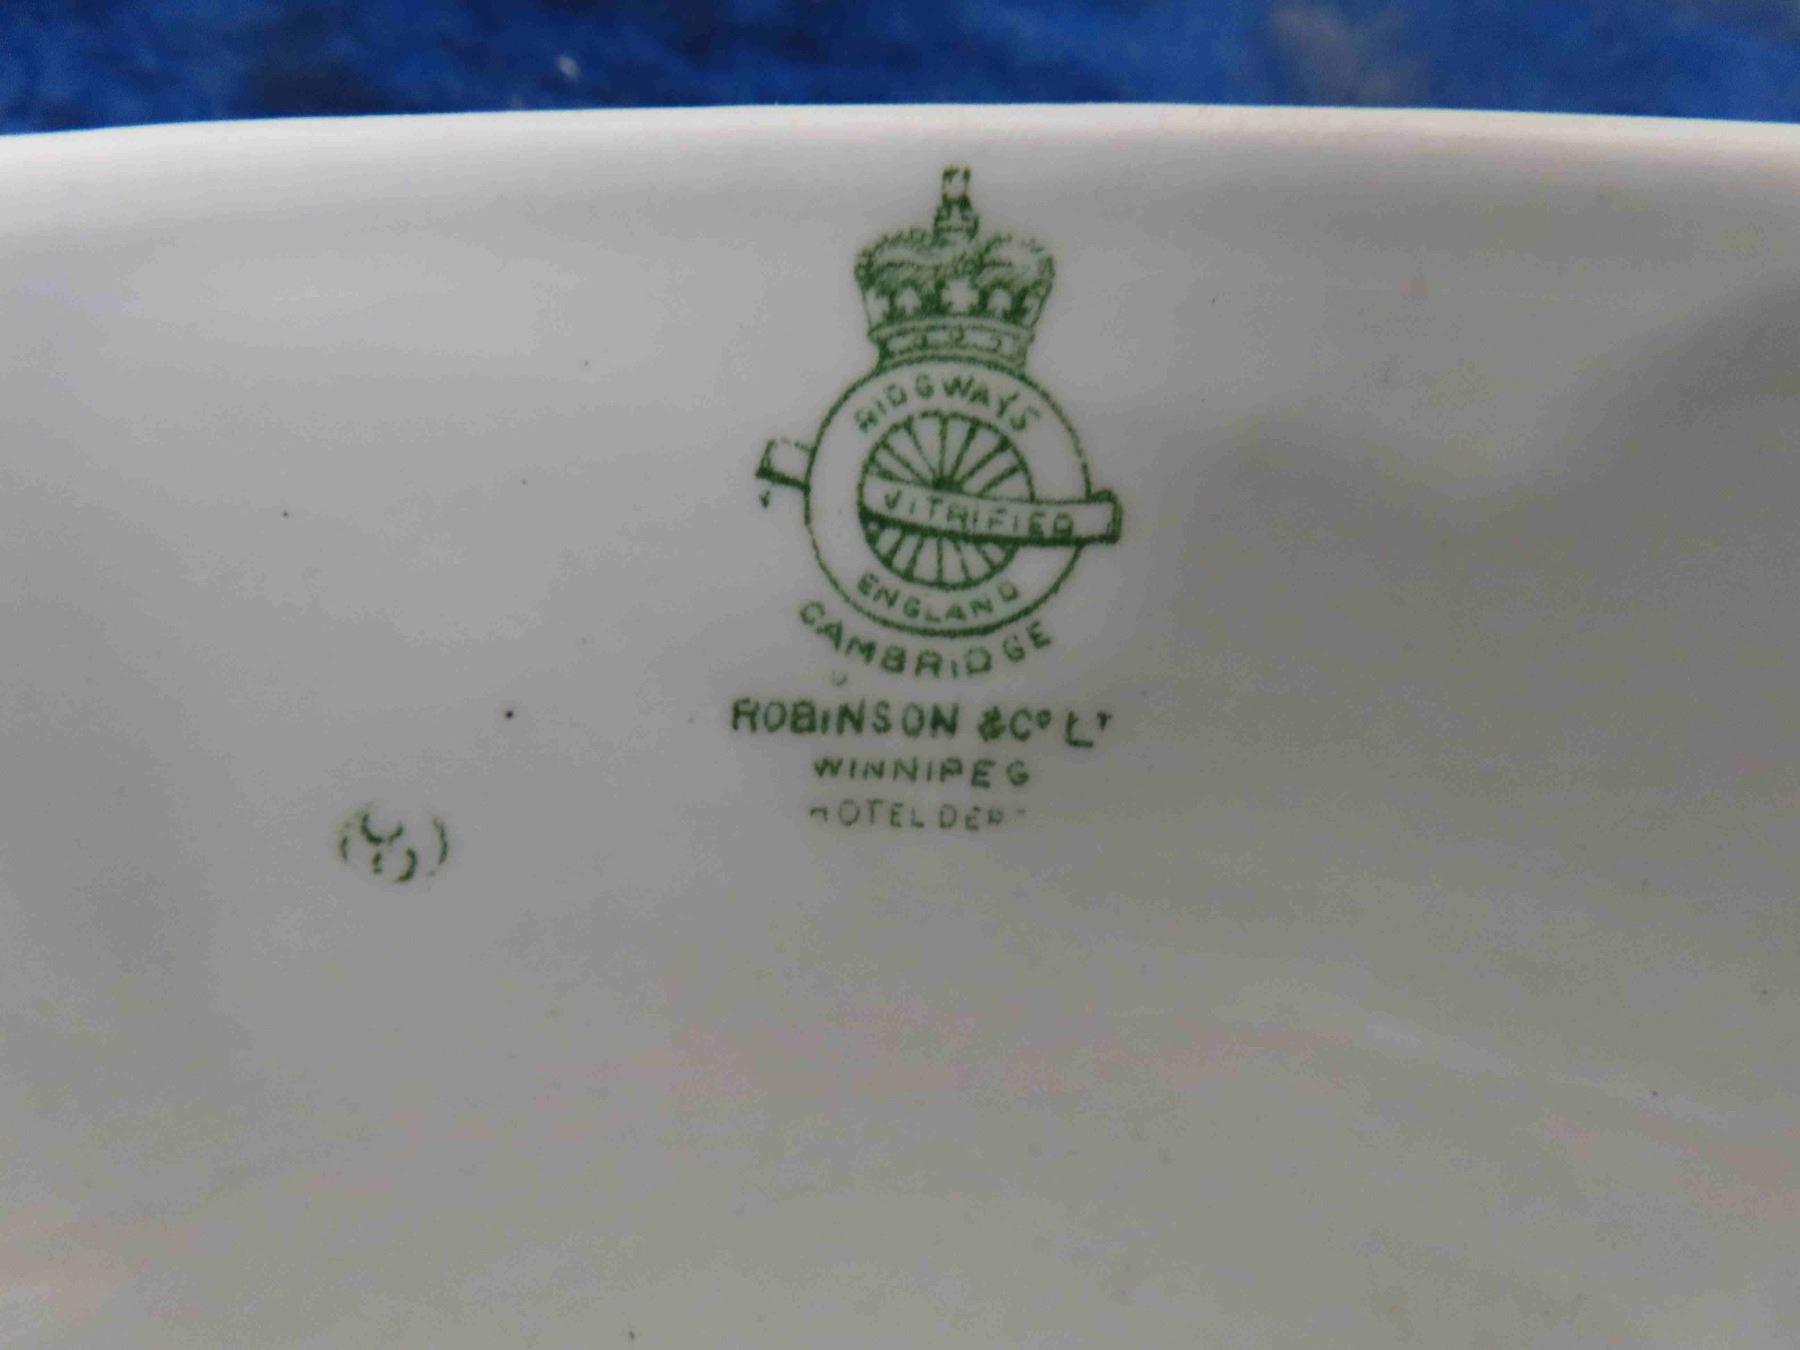 RIDGWAYS
VITRIFIED
ENGLAND
CAMBRIDGE
ROBINSON & Cº Lᵀ
WINNIPEG
HOTEL DEPT